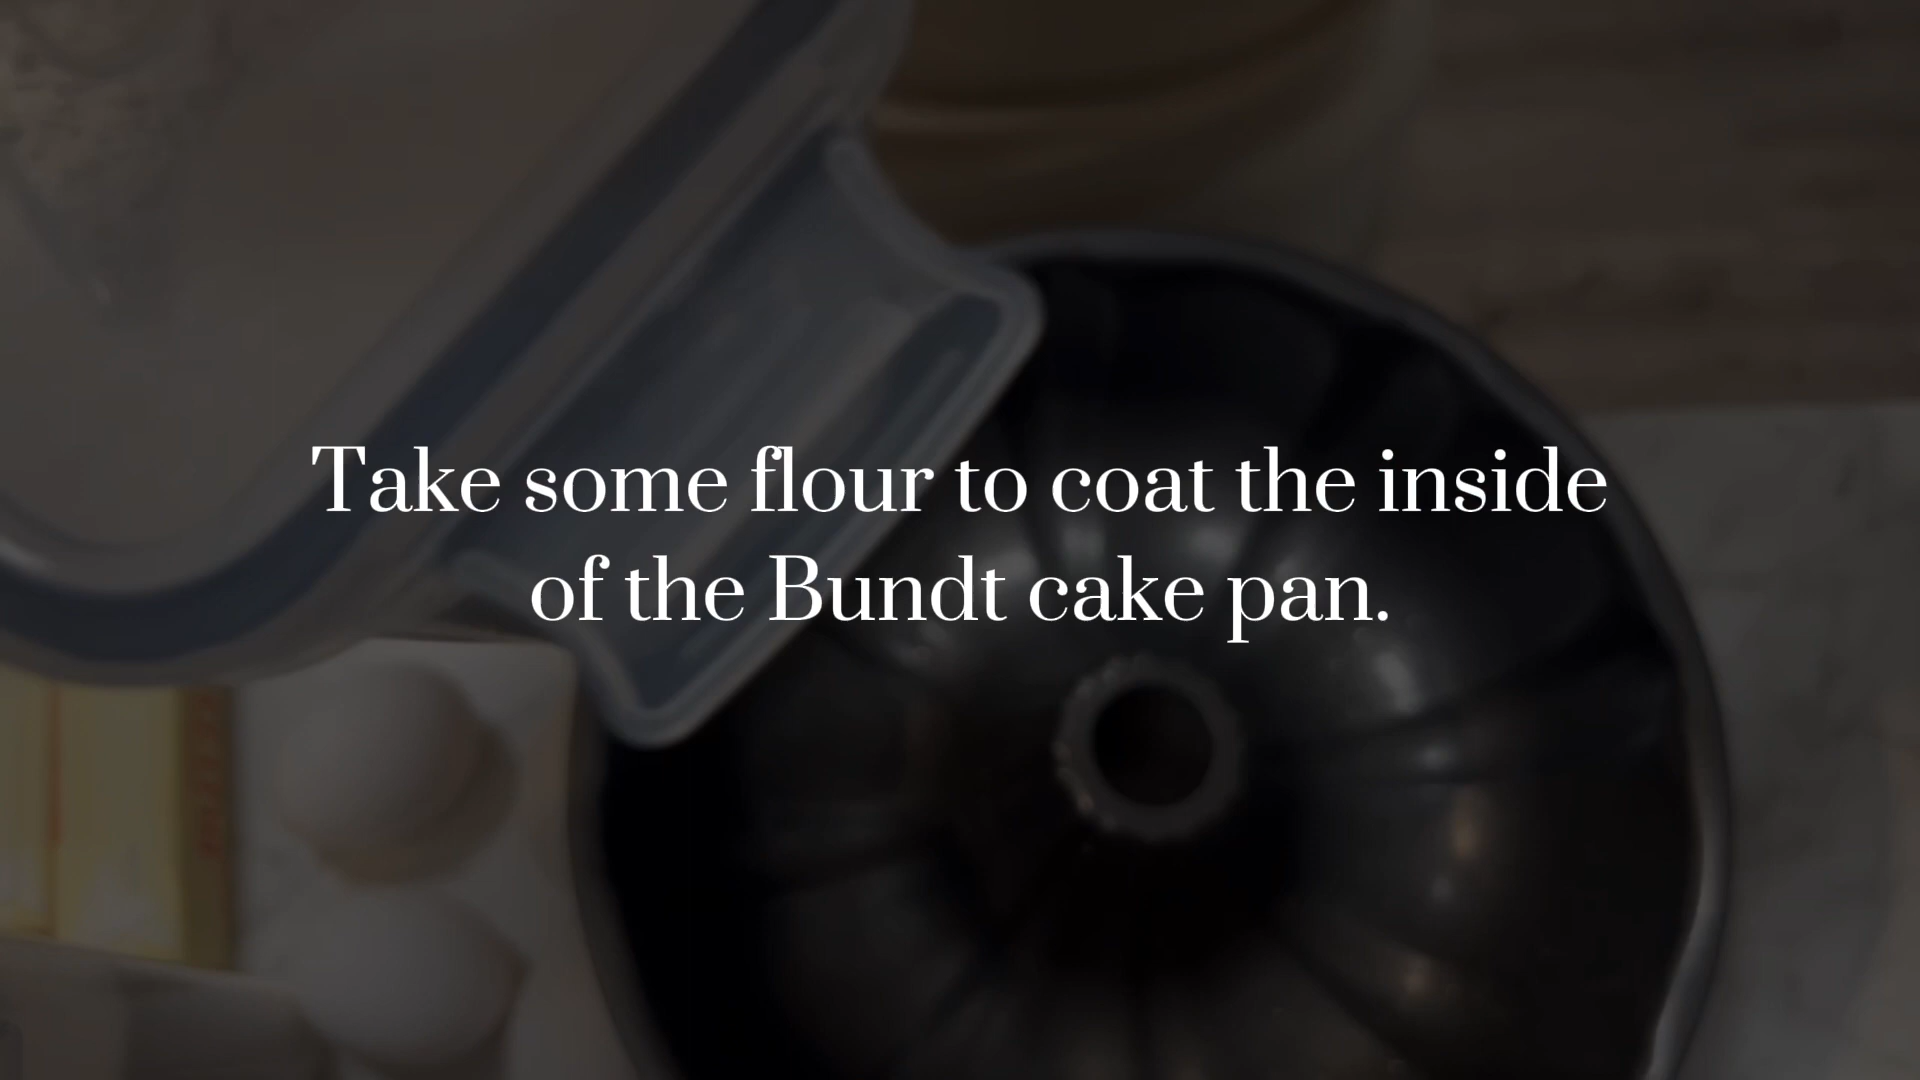 Take some flour to coat the inside
of the Bundt cake pan.